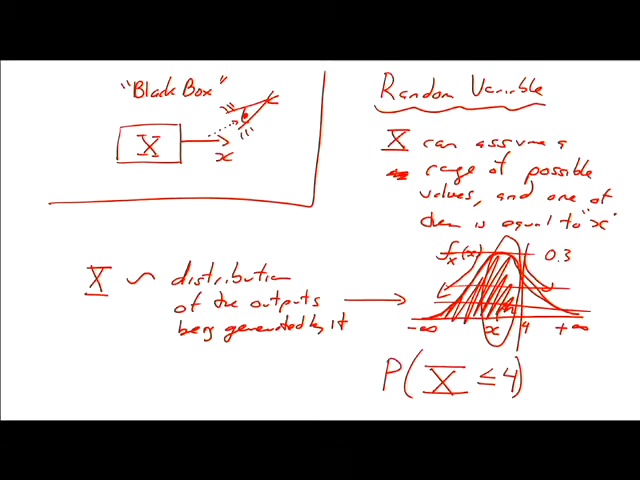 "Black Box"
X
x
Random Variable
X can assume a
range of possible
values, and one of
them is equal to "x"
X ~ distribution
of the outputs
being generated by it
fx(x)
0.3
-∞ x 4 +∞
P(X ≤ 4)